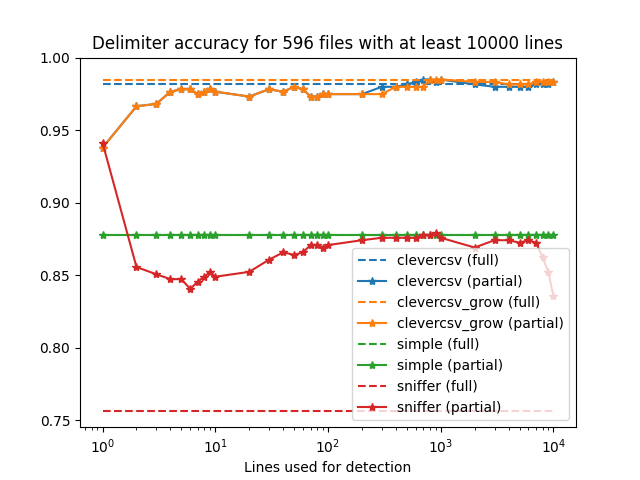 Delimiter accuracy for 596 files with at least 10000 lines
1.00
0.95
0.90
0.85
0.80
0.75
clevercsv (full)
clevercsv (partial)
clevercsv_grow (full)
clevercsv_grow (partial)
simple (full)
simple (partial)
sniffer (full)
sniffer (partial)
10⁰ 10¹ 10² 10³ 10⁴
Lines used for detection